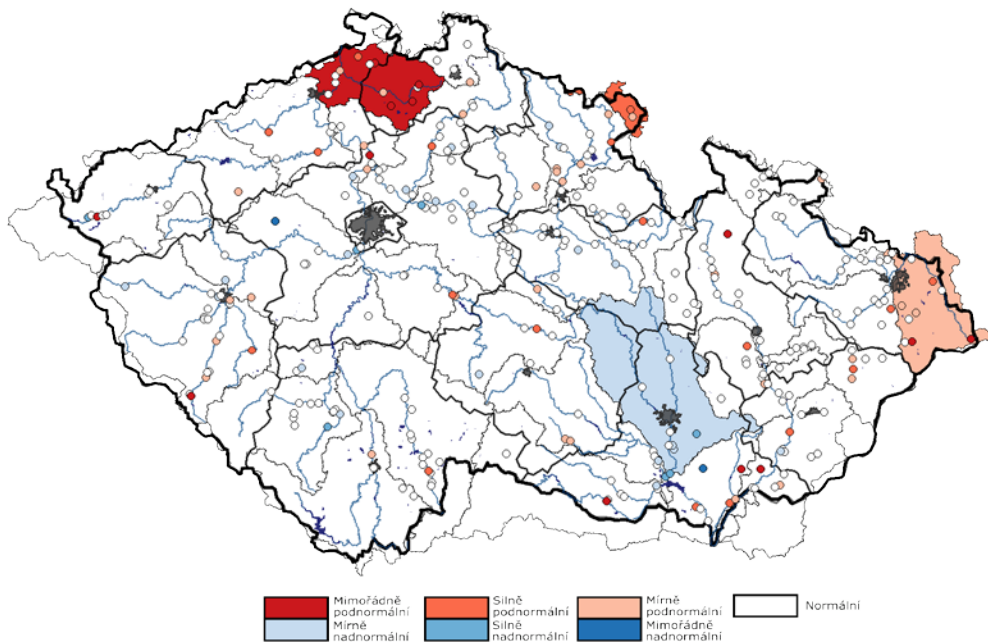 Mimořádně
podnormální
Silně
podnormální
Mírně
podnormální
Normální
Mírně
nadnormální
Silně
nadnormální
Mimořádně
nadnormální